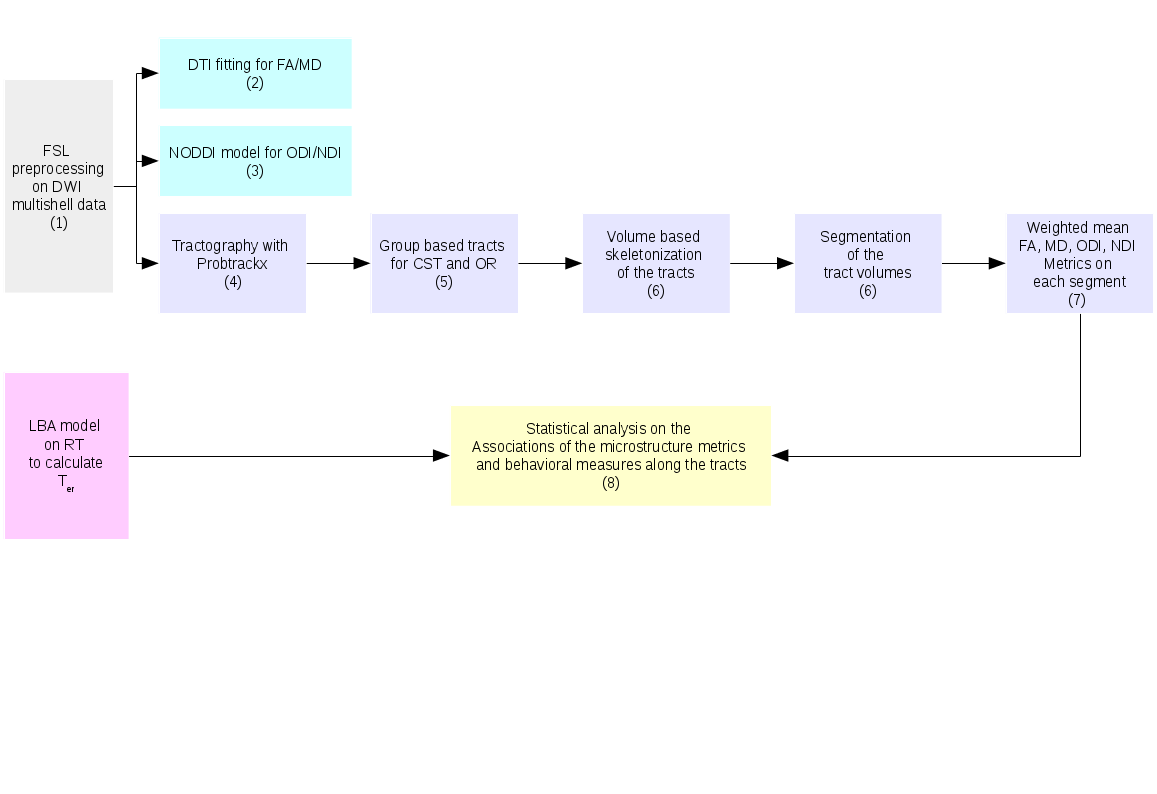 FSL
preprocessing
on DWI
multishell data
(1)
DTI fitting for FA/MD
(2)
NODDI model for ODI/NDI
(3)
Tractography with
Probtrackx
(4)
Group based tracts
for CST and OR
(5)
Volume based
skeletonization
of the tracts
(6)
Segmentation
of the
tract volumes
(6)
Weighted mean
FA, MD, ODI, NDI
Metrics on
each segment
(7)
LBA model
on RT
to calculate
Ter
Statistical analysis on the
Associations of the microstructure metrics
and behavioral measures along the tracts
(8)